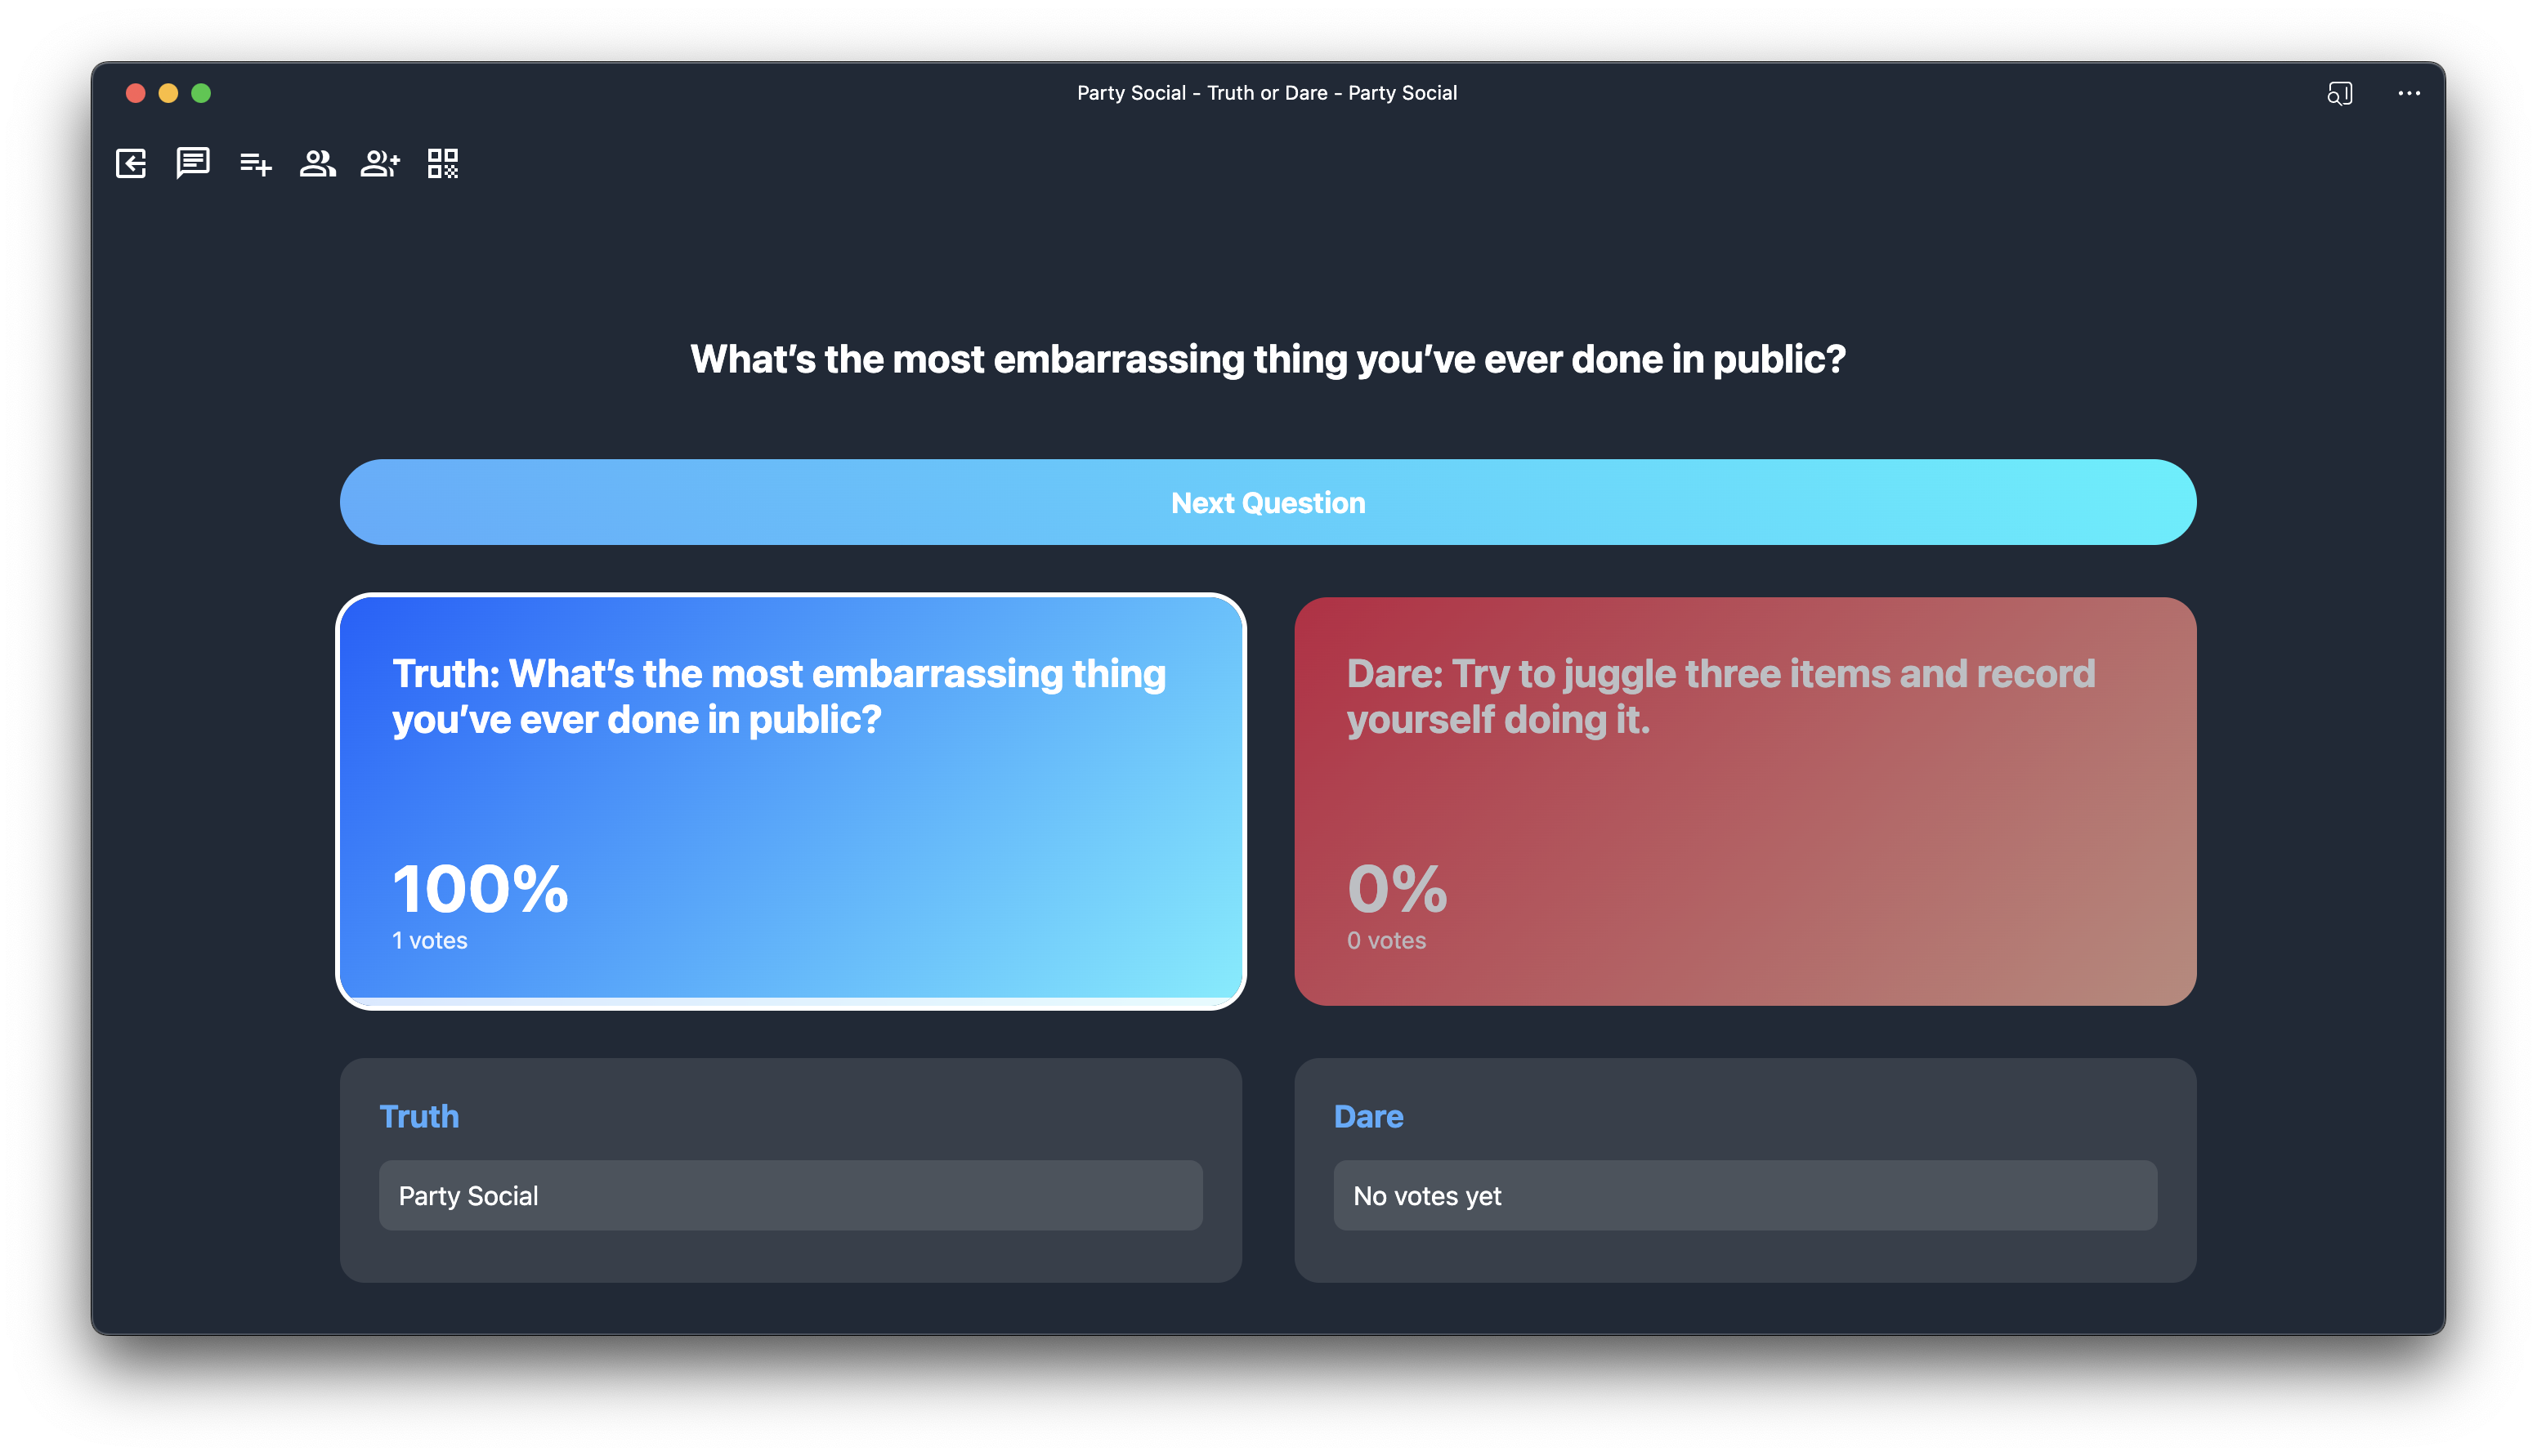 Party Social - Truth or Dare - Party Social
What’s the most embarrassing thing you’ve ever done in public?
Next Question
Truth: What’s the most embarrassing thing
you’ve ever done in public?
100%
1 votes
Dare: Try to juggle three items and record
yourself doing it.
0%
0 votes
Truth
Party Social
Dare
No votes yet